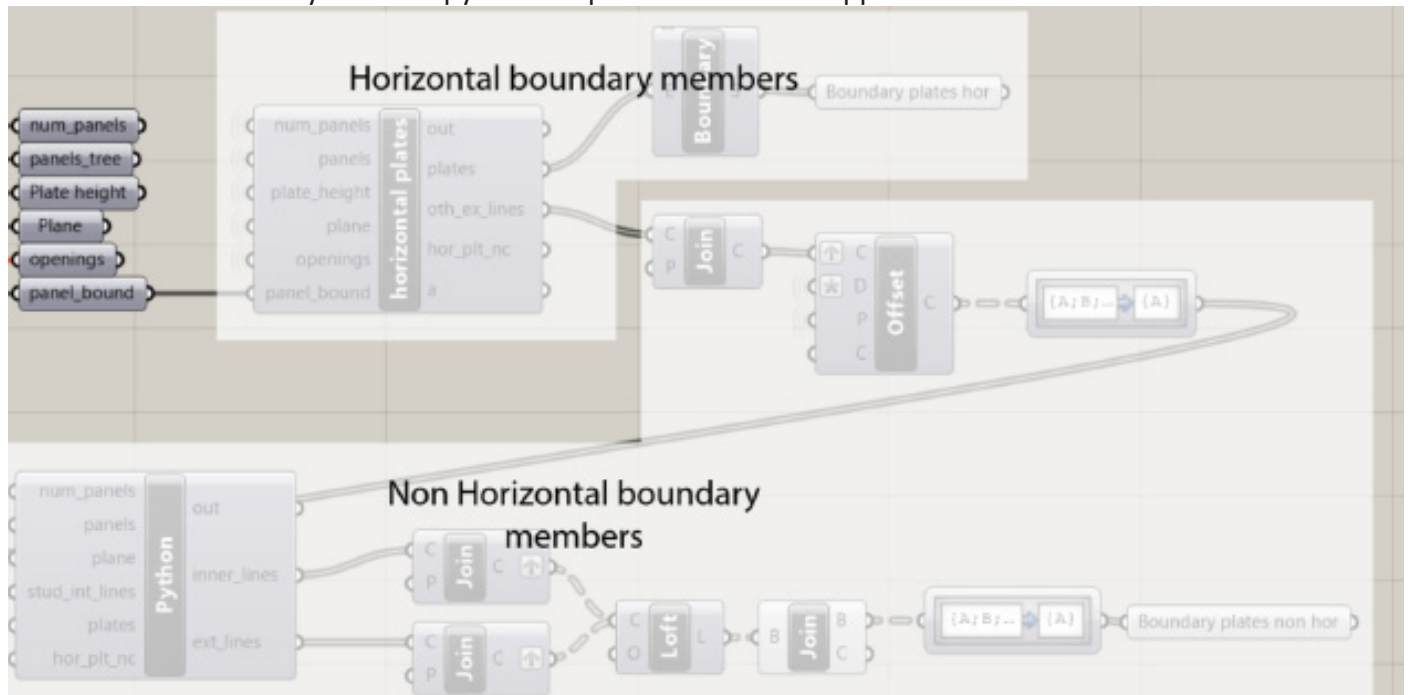 Horizontal boundary members
Boundary
Boundary plates hor
num_panels
panels_tree
Plate height
Plane
openings
panel_bound
num_panels
panels
plate_height
plane
openings
panel_bound
horizontal plates
out
plates
oth_ex_lines
hor_plt_nc
a
C
P
Join
C
C
D
P
C
Offset
C
{A;B;...
{A}
num_panels
panels
plane
stud_int_lines
plates
hor_plt_nc
Python
out
inner_lines
ext_lines
Non Horizontal boundary
members
C
P
Join
C
C
P
Join
C
C
O
Loft
L
B
Join
B
C
{A;B;...
{A}
Boundary plates non hor